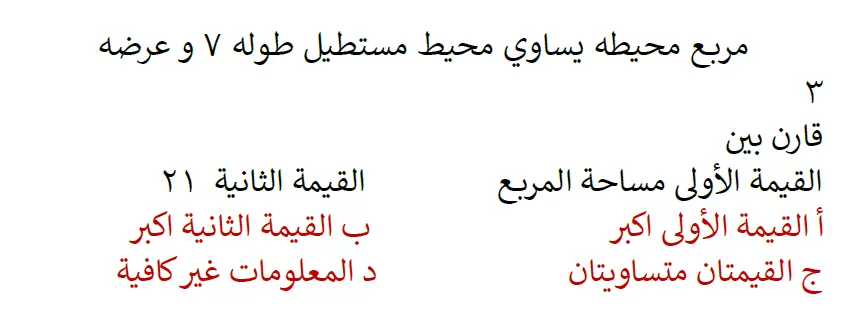 مربع محيطه يساوي محيط مستطيل طوله ٧ و عرضه
٣
قارن بين
القيمة الأولى مساحة المربع القيمة الثانية ٢١
أ القيمة الأولى اكبر ب القيمة الثانية اكبر
ج القيمتان متساويتان د المعلومات غير كافية